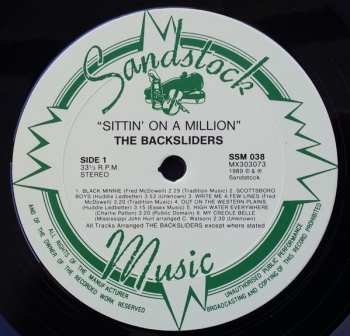 Sandstock
"SITTIN' ON A MILLION"
THE BACKSLIDERS
SIDE 1
33⅓ R.P.M
STEREO
SSM 038
MX303073
1989 © ℗
Sandstock
1. BLACK MINNIE (Fred McDowell) 2.29 (Tradition Music) 2. SCOTTSBORO
BOYS (Huddie Ledbetter) 3.53 (Unknown) 3. WRITE ME A FEW LINES (Fred
McDowell) 2.20 (Tradition Music) 4. OUT ON THE WESTERN PLAINS,
(Huddie Ledbetter) 3.15 (Essex Music) 5. HIGH WATER EVERYWHERE
(Charlie Patton) 3.20 (Public Domain) 6. MY CREOLE BELLE
(Mississippi John Hurt arranged C. Watson) 2.09 (Unknown)
All Tracks Arranged THE BACKSLIDERS except where stated
Music
ALL RIGHTS OF THE MANUFACTURER
AND OF THE OWNER OF THE RECORDED WORK RESERVED
UNAUTHORISED PUBLIC PERFORMANCE
BROADCASTING AND COPYING OF THIS RECORD PROHIBITED